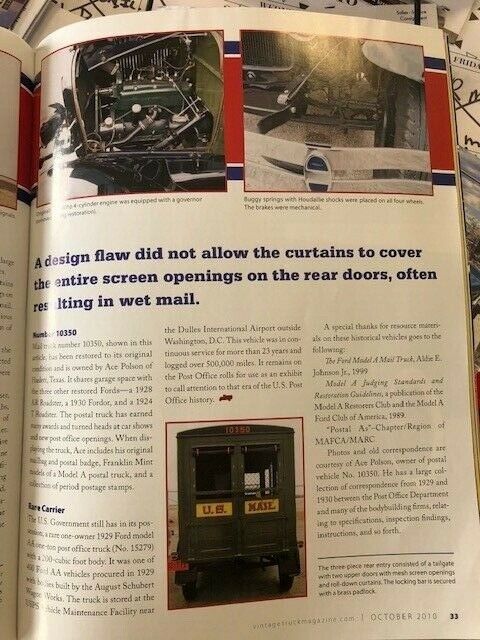 FRIDAY
4-cylinder engine was equipped with a governor
restoration).
Buggy springs with Houdaille shocks were placed on all four wheels.
The brakes were mechanical.
A design flaw did not allow the curtains to cover
the entire screen openings on the rear doors, often
resulting in wet mail.
Number 10350
Mail truck number 10350, shown in this
article, has been restored to its original
condition and is owned by Ace Polson of
Haslett, Texas. It shares garage space with
the three other restored Fords—a 1928
AR Roadster, a 1930 Fordor, and a 1924
T Roadster. The postal truck has earned
many awards and turned heads at car shows
and new post office openings. When dis-
playing the truck, Ace includes his original
mailbag and postal badge, Franklin Mint
models of a Model A postal truck, and a
collection of period postage stamps.
Rare Carrier
The U.S. Government still has in its pos-
session, a rare one-owner 1929 Ford model
AA one-ton post office truck (No. 15279)
with a 200-cubic foot body. It was one of
400 Ford AA vehicles procured in 1929
with bodies built by the August Schubert
Wagon Works. The truck is stored at the
USPS Vehicle Maintenance Facility near
the Dulles International Airport outside
Washington, D.C. This vehicle was in con-
tinuous service for more than 23 years and
logged over 500,000 miles. It remains on
the Post Office rolls for use as an exhibit
to call attention to that era of the U.S. Post
Office history.
U.S. MAIL
A special thanks for resource materi-
als on these historical vehicles goes to the
following:
The Ford Model A Mail Truck, Aldie E.
Johnson Jr., 1999
Model A Judging Standards and
Restoration Guidelines, a publication of the
Model A Restorers Club and the Model A
Ford Club of America, 1989.
"Postal As"–Chapter/Region of
MAFCA/MARC
Photos and old correspondence are
courtesy of Ace Polson, owner of postal
vehicle No. 10350. He has a large col-
lection of correspondence from 1929 and
1930 between the Post Office Department
and many of the bodybuilding firms, relat-
ing to specifications, inspection findings,
instructions, and so forth.
The three-piece rear entry consisted of a tailgate
with two upper doors with mesh screen openings
and roll-down curtains. The locking bar is secured
with a brass padlock.
vintagetruckmagazine.com | OCTOBER 2010 33